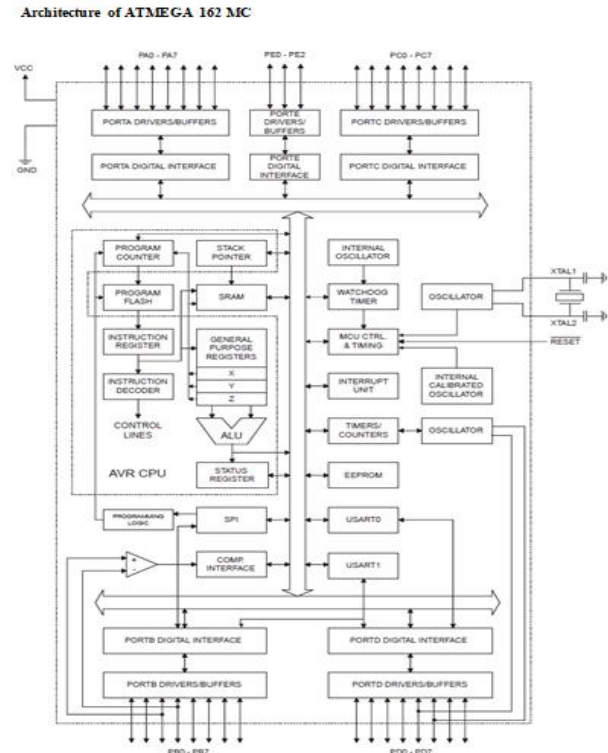 Architecture of ATMEGA 162 MC
PA0 - PA7
PE0 - PE2
PC0 - PC7
VCC
PORTA DRIVERS/BUFFERS
PORTE
DRIVERS/
BUFFERS
PORTC DRIVERS/BUFFERS
GND
PORTA DIGITAL INTERFACE
PORTE
DIGITAL
INTERFACE
PORTC DIGITAL INTERFACE
PROGRAM
COUNTER
STACK
POINTER
INTERNAL
OSCILLATOR
XTAL1
PROGRAM
FLASH
SRAM
WATCHDOG
TIMER
OSCILLATOR
XTAL2
INSTRUCTION
REGISTER
GENERAL
PURPOSE
REGISTERS
MCU CTRL.
& TIMING
RESET
X
INSTRUCTION
DECODER
Y
Z
INTERRUPT
UNIT
INTERNAL
CALIBRATED
OSCILLATOR
CONTROL
LINES
ALU
TIMERS/
COUNTERS
OSCILLATOR
AVR CPU
STATUS
REGISTER
EEPROM
PROGRAMMING
LOGIC
SPI
USART0
+
-
COMP.
INTERFACE
USART1
PORTB DIGITAL INTERFACE
PORTD DIGITAL INTERFACE
PORTB DRIVERS/BUFFERS
PORTD DRIVERS/BUFFERS
PB0 - PB7
PD0 - PD7